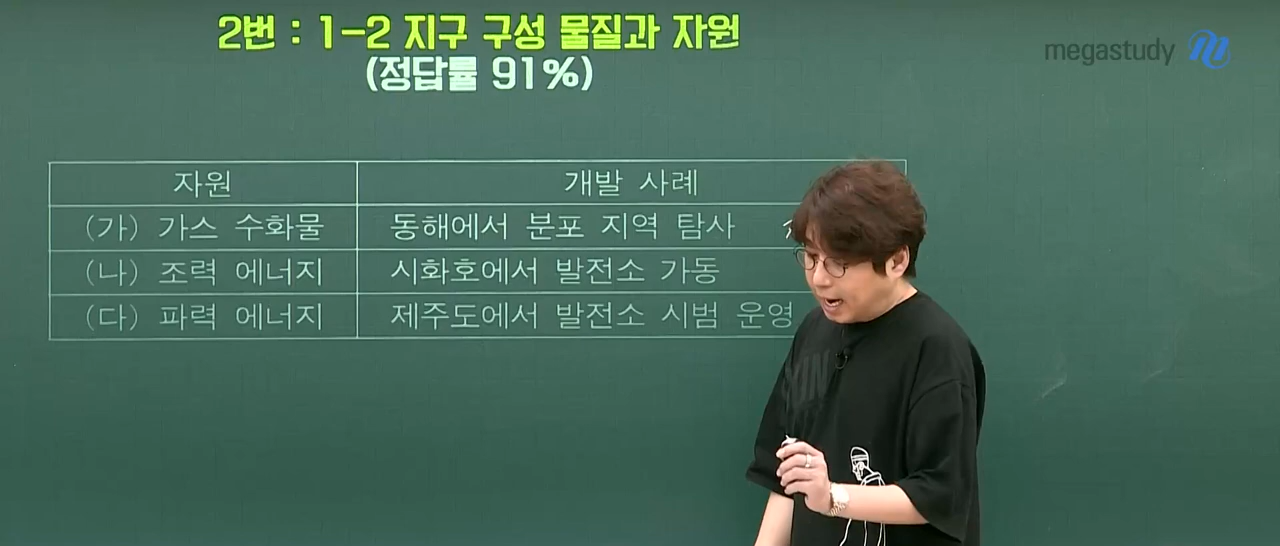 2번 : 1-2 지구 구성 물질과 자원
(정답률 91%)
megastudy
자원 개발 사례
(가) 가스 수화물 동해에서 분포 지역 탐사
(나) 조력 에너지 시화호에서 발전소 가동
(다) 파력 에너지 제주도에서 발전소 시범 운영